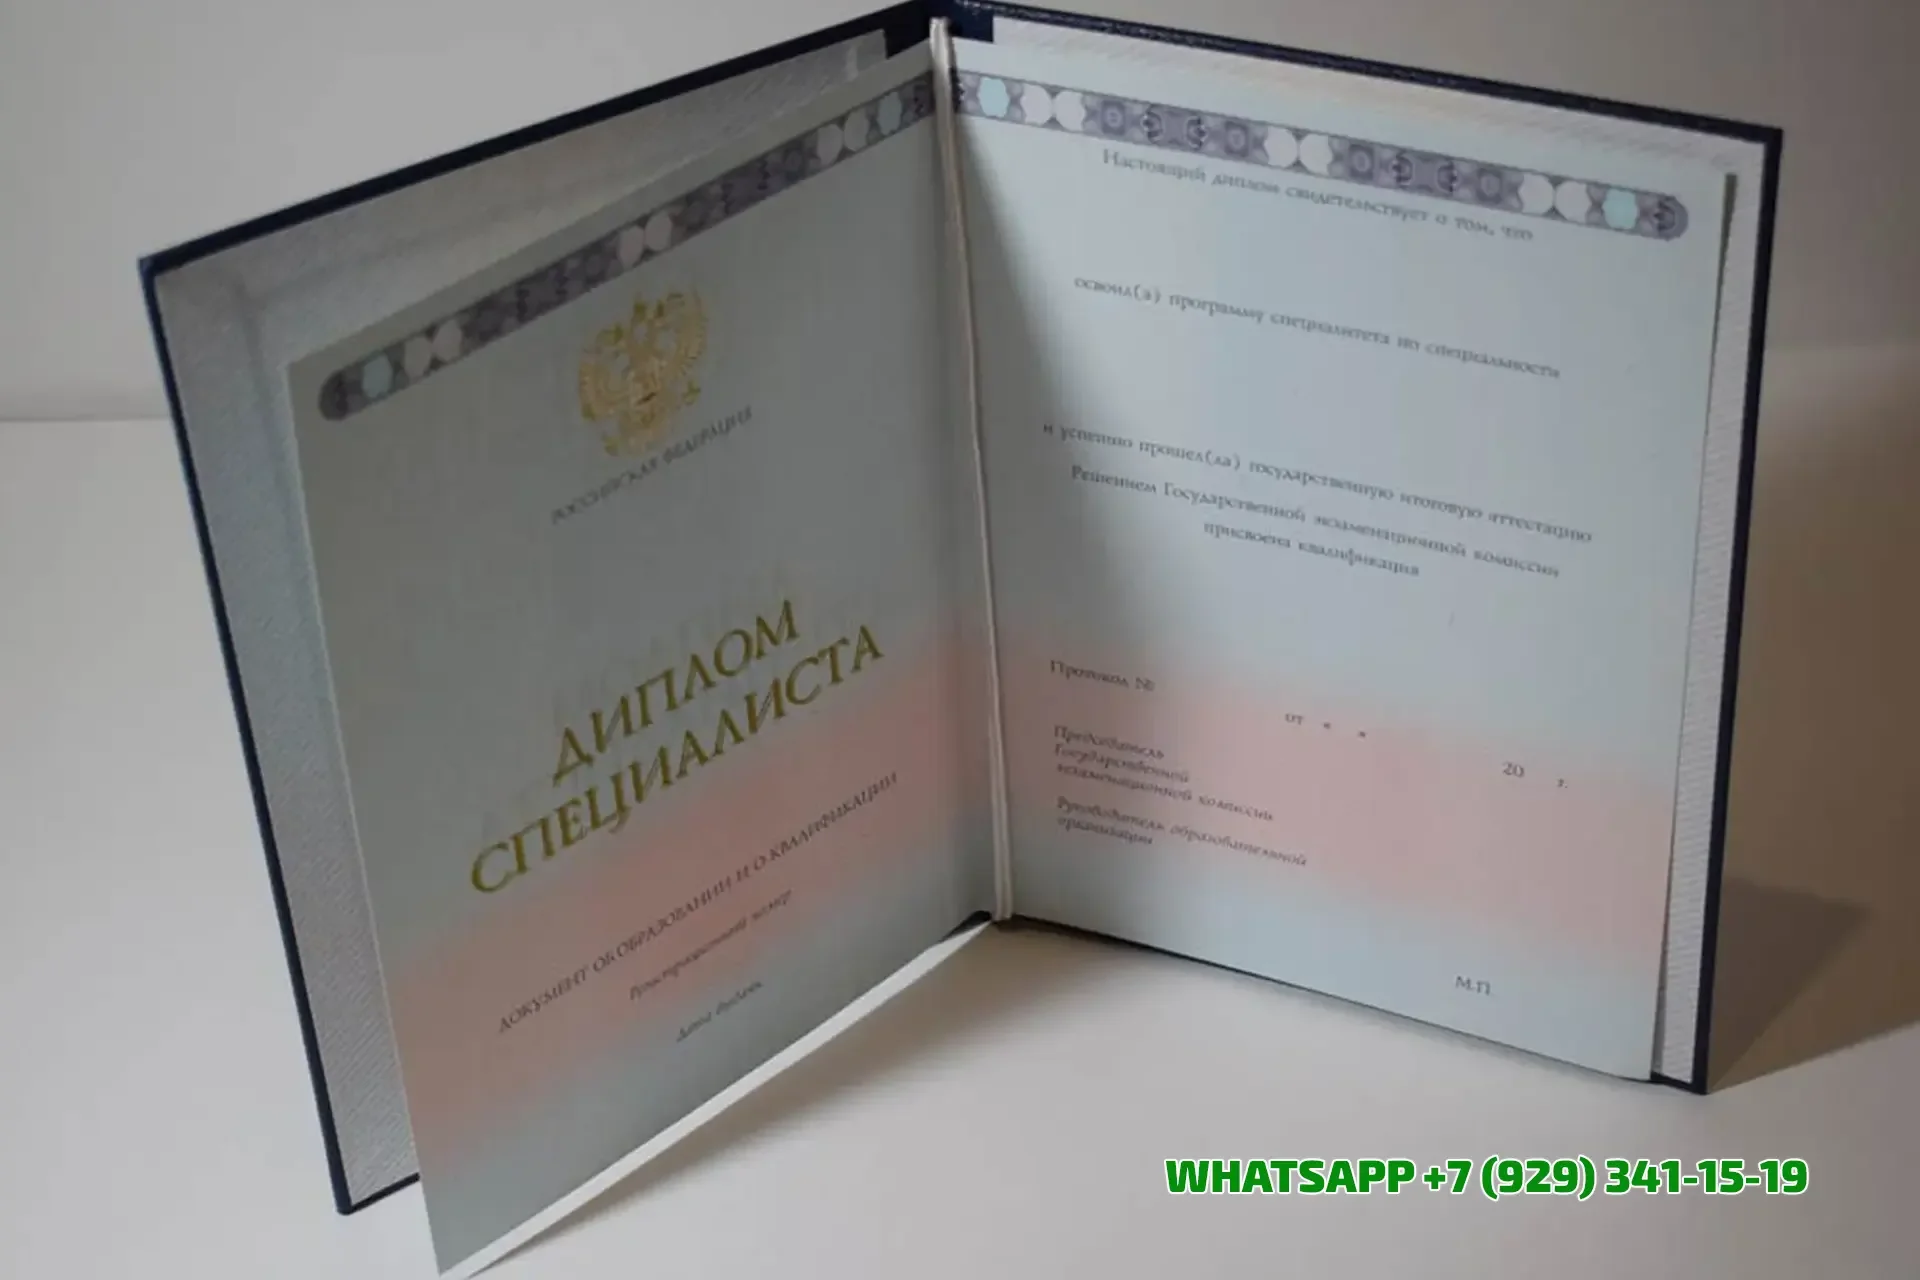 РОССИЙСКАЯ ФЕДЕРАЦИЯ
ДИПЛОМ
СПЕЦИАЛИСТА
ДОКУМЕНТ ОБ ОБРАЗОВАНИИ И О КВАЛИФИКАЦИИ
Регистрационный номер
Дата выдачи
Настоящий диплом свидетельствует о том, что
освоил(а) программу специалитета по специальности
и успешно прошел(ла) государственную итоговую аттестацию
Решением Государственной экзаменационной комиссии
присвоена квалификация
Протокол №
от « »
20 г.
Председатель
Государственной
экзаменационной комиссии
Руководитель образовательной
организации
М.П.
WHATSAPP +7 (929) 341-15-19